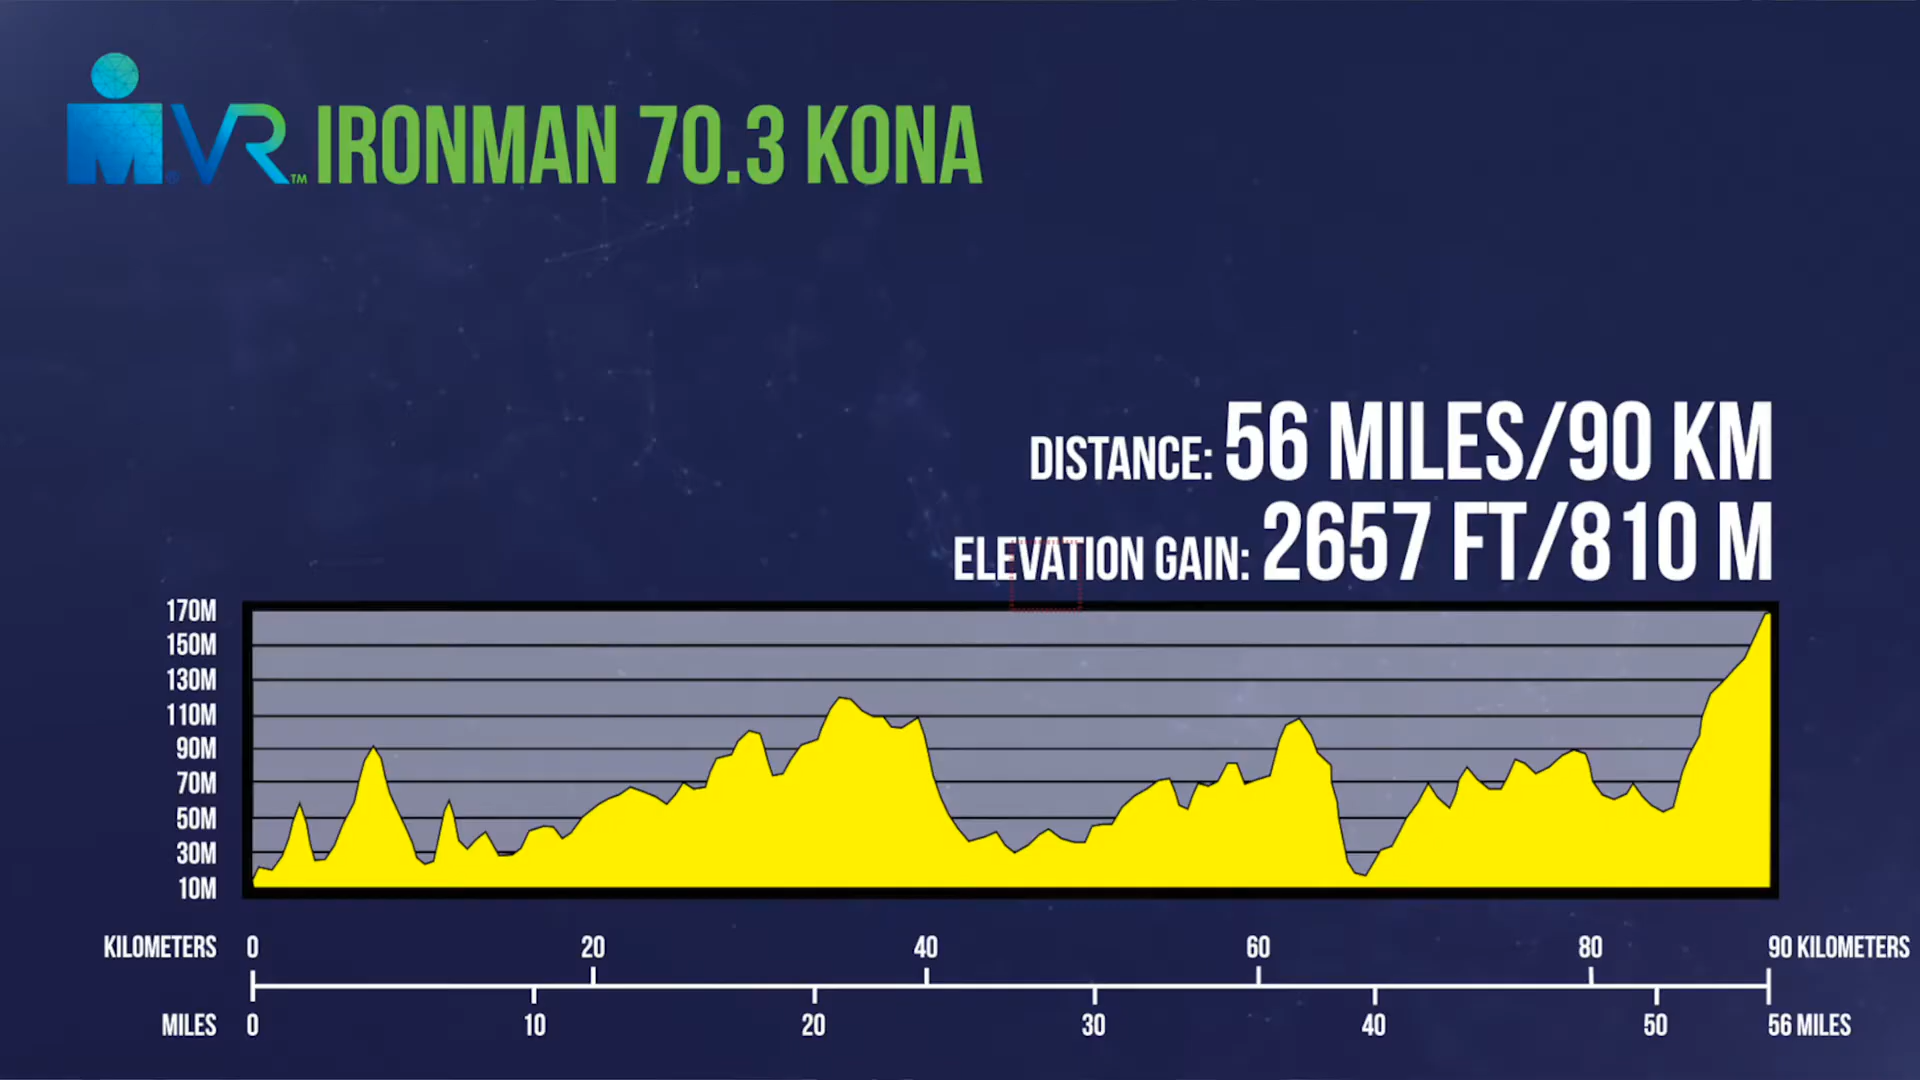 M® VR™ IRONMAN 70.3 KONA
DISTANCE: 56 MILES/90 KM
ELEVATION GAIN: 2657 FT/810 M
170M
150M
130M
110M
90M
70M
50M
30M
10M
KILOMETERS 0 20 40 60 80 90 KILOMETERS
MILES 0 10 20 30 40 50 56 MILES